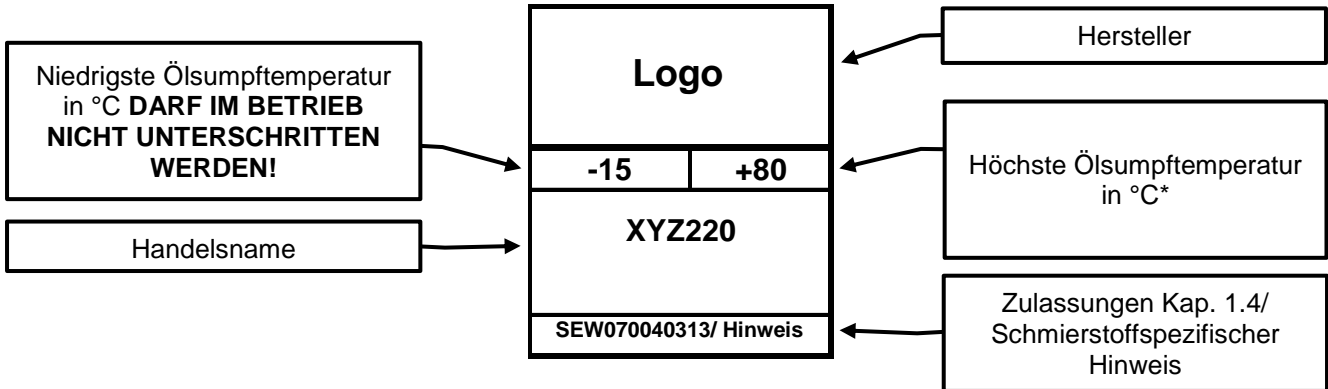 Niedrigste Ölsumpftemperatur
in °C DARF IM BETRIEB
NICHT UNTERSCHRITTEN
WERDEN!
Handelsname
Logo
-15 +80
XYZ220
SEW070040313/ Hinweis
Hersteller
Höchste Ölsumpftemperatur
in °C*
Zulassungen Kap. 1.4/
Schmierstoffspezifischer
Hinweis